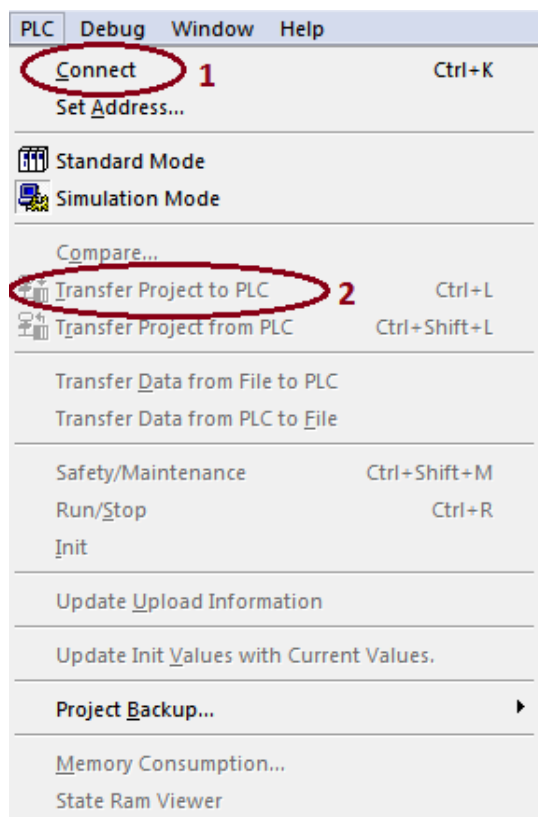 PLC Debug Window Help
Connect 1 Ctrl+K
Set Address...
Standard Mode
Simulation Mode
Compare...
Transfer Project to PLC 2 Ctrl+L
Transfer Project from PLC Ctrl+Shift+L
Transfer Data from File to PLC
Transfer Data from PLC to File
Safety/Maintenance Ctrl+Shift+M
Run/Stop Ctrl+R
Init
Update Upload Information
Update Init Values with Current Values.
Project Backup...
Memory Consumption...
State Ram Viewer